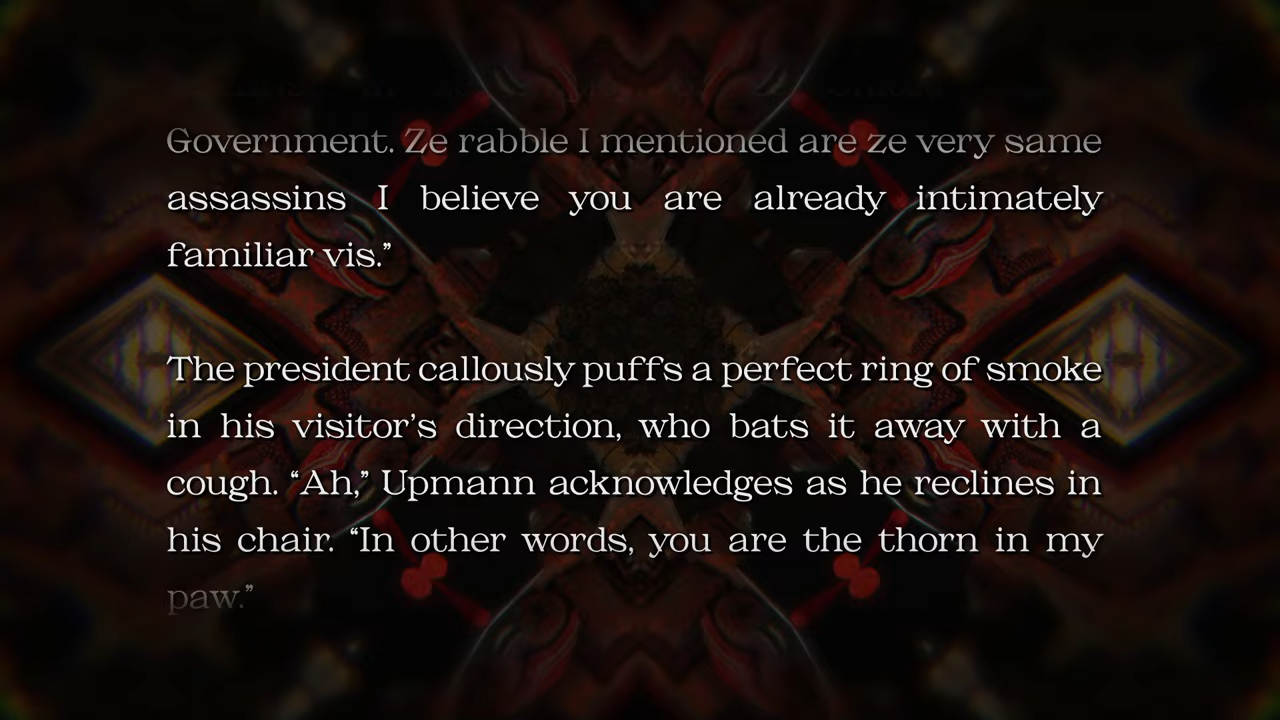 Government. Ze rabble I mentioned are ze very same
assassins I believe you are already intimately
familiar vis.”
The president callously puffs a perfect ring of smoke
in his visitor’s direction, who bats it away with a
cough. “Ah,” Upmann acknowledges as he reclines in
his chair. “In other words, you are the thorn in my
paw.”